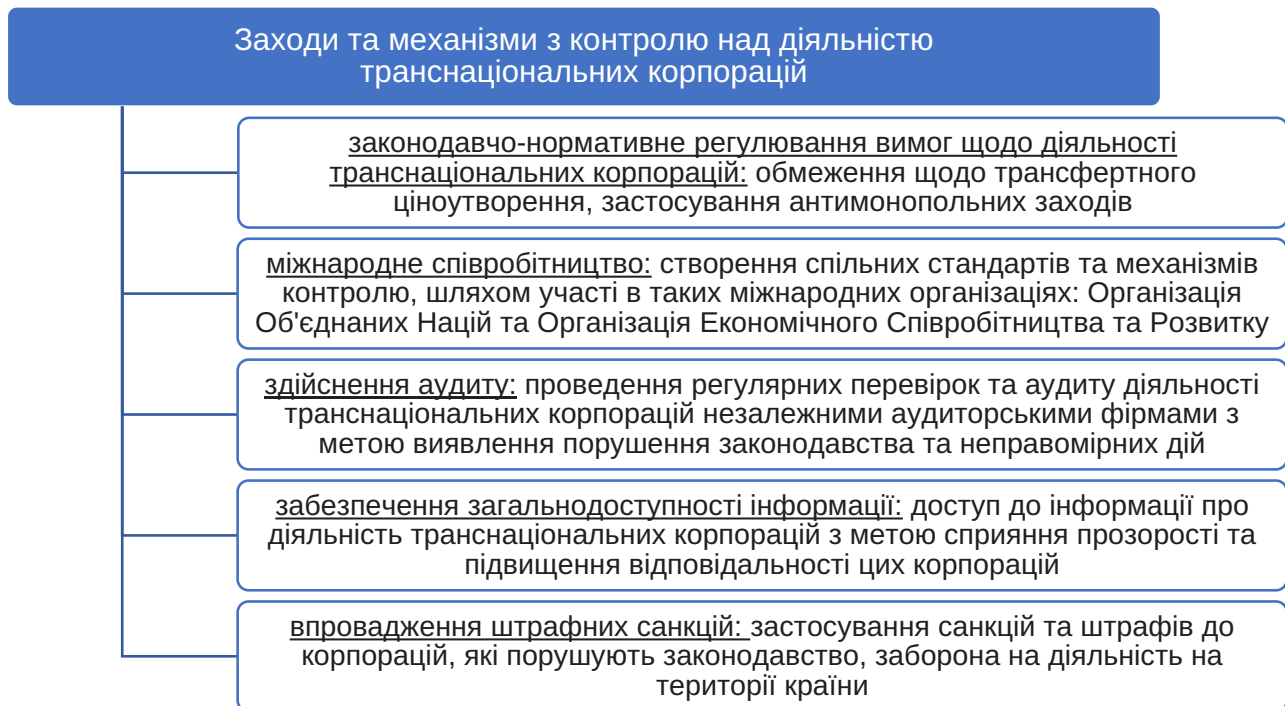 Заходи та механізми з контролю над діяльністю
транснаціональних корпорацій
законодавчо-нормативне регулювання вимог щодо діяльності
транснаціональних корпорацій: обмеження щодо трансфертного
ціноутворення, застосування антимонопольних заходів
міжнародне співробітництво: створення спільних стандартів та механізмів
контролю, шляхом участі в таких міжнародних організаціях: Організація
Об'єднаних Націй та Організація Економічного Співробітництва та Розвитку
здійснення аудиту: проведення регулярних перевірок та аудиту діяльності
транснаціональних корпорацій незалежними аудиторськими фірмами з
метою виявлення порушення законодавства та неправомірних дій
забезпечення загальнодоступності інформації: доступ до інформації про
діяльність транснаціональних корпорацій з метою сприяння прозорості та
підвищення відповідальності цих корпорацій
впровадження штрафних санкцій: застосування санкцій та штрафів до
корпорацій, які порушують законодавство, заборона на діяльність на
території країни